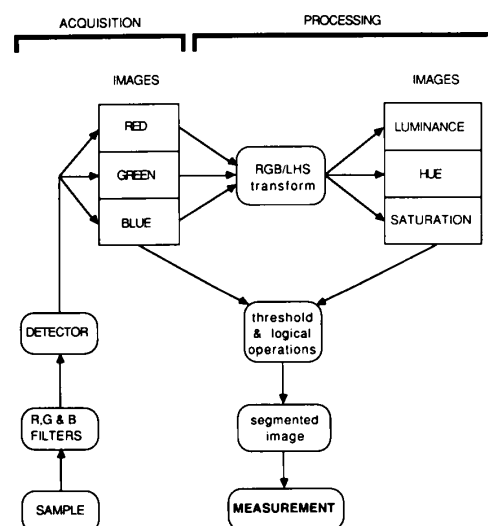 ACQUISITION
PROCESSING
IMAGES
IMAGES
RED
GREEN
BLUE
RGB/LHS
transform
LUMINANCE
HUE
SATURATION
DETECTOR
threshold
& logical
operations
R,G & B
FILTERS
segmented
image
SAMPLE
MEASUREMENT